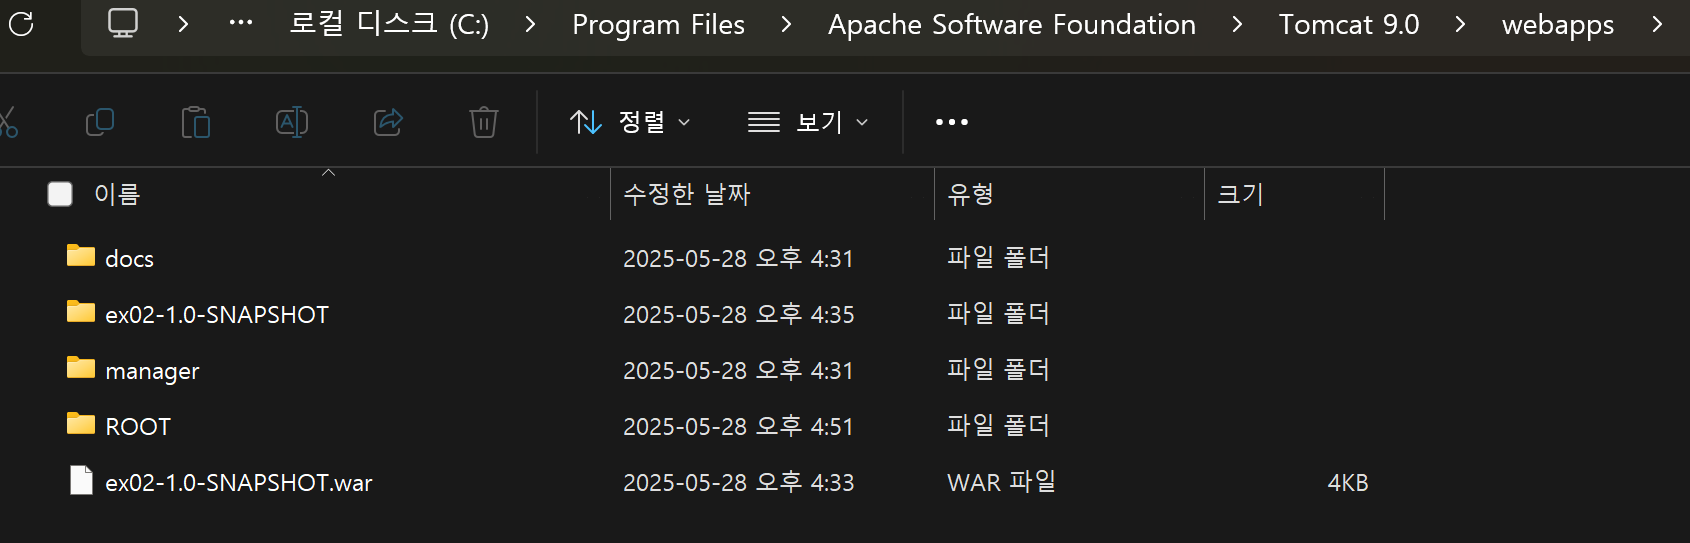 ··· 로컬 디스크 (C:) > Program Files > Apache Software Foundation > Tomcat 9.0 > webapps >
정렬 보기 ···
이름 수정한 날짜 유형 크기
docs 2025-05-28 오후 4:31 파일 폴더
ex02-1.0-SNAPSHOT 2025-05-28 오후 4:35 파일 폴더
manager 2025-05-28 오후 4:31 파일 폴더
ROOT 2025-05-28 오후 4:51 파일 폴더
ex02-1.0-SNAPSHOT.war 2025-05-28 오후 4:33 WAR 파일 4KB